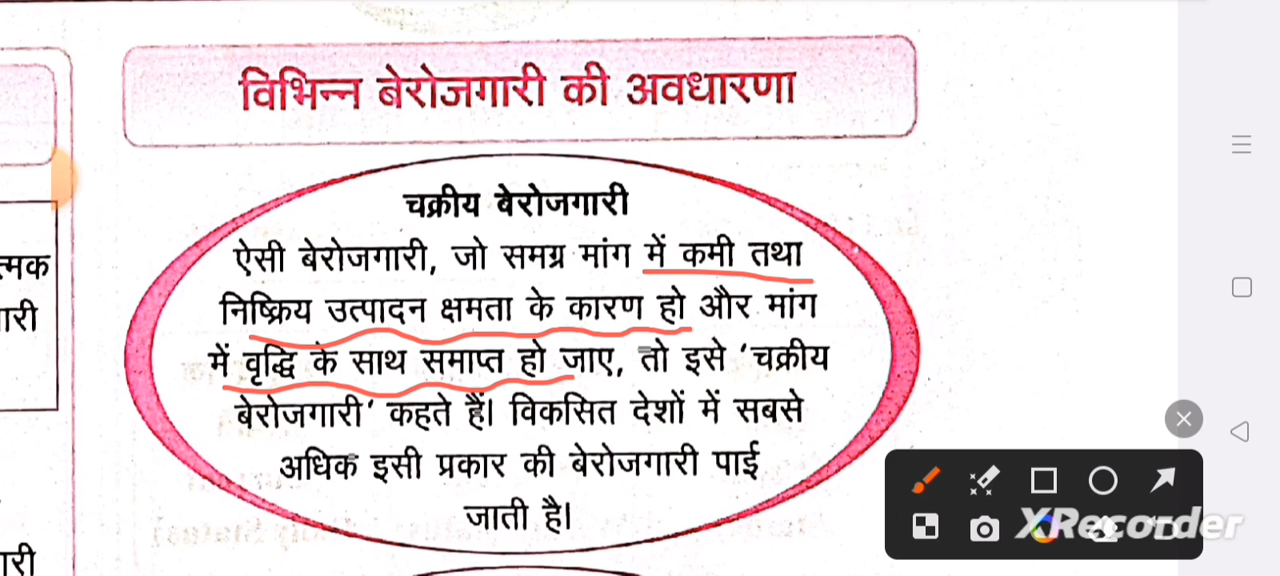 विभिन्न बेरोजगारी की अवधारणा
चक्रीय बेरोजगारी
ऐसी बेरोजगारी, जो समग्र मांग में कमी तथा
निष्क्रिय उत्पादन क्षमता के कारण हो और मांग
में वृद्धि के साथ समाप्त हो जाए, तो इसे ‘चक्रीय
बेरोजगारी’ कहते हैं। विकसित देशों में सबसे
अधिक इसी प्रकार की बेरोजगारी पाई
जाती है।
XRecorder